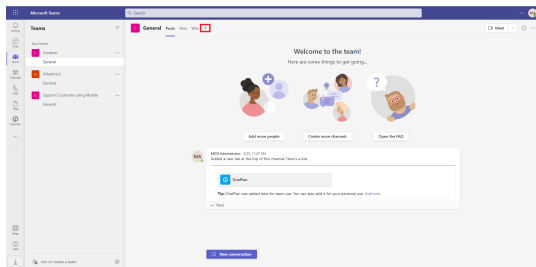 Microsoft Teams
Search
Teams
General Posts Files Wiki
Meet
Your teams
Contoso
General
Adaptiva 2
General
Support Customer using Mobile
General
Welcome to the team!
Here are some things to get going...
Add more people
Create more channels
Open the FAQ
MA
MOD Administrator
Added a new tab at the top of this channel. Here's a link.
OnePlan
Tip: OnePlan was added here for team use. You can also add it for your personal use. Add now
Reply
New conversation
Join or create a team